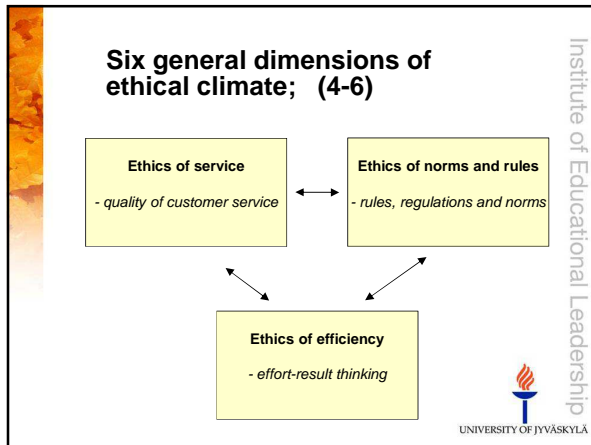 Six general dimensions of
ethical climate; (4-6)
Ethics of service
- quality of customer service
Ethics of norms and rules
- rules, regulations and norms
Ethics of efficiency
- effort-result thinking
Institute of Educational Leadership
UNIVERSITY OF JYVÄSKYLÄ